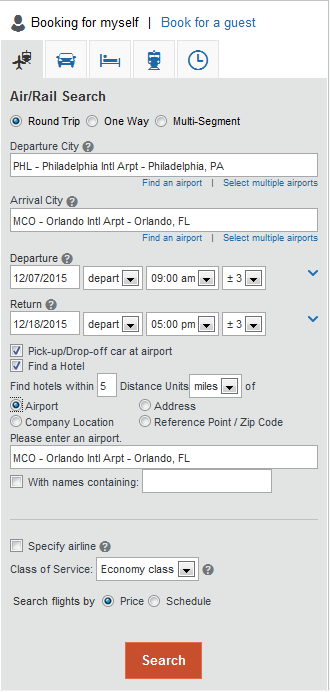 Booking for myself | Book for a guest
Air/Rail Search
Round Trip One Way Multi-Segment
Departure City ?
PHL - Philadelphia Intl Arpt - Philadelphia, PA
Find an airport | Select multiple airports
Arrival City ?
MCO - Orlando Intl Arpt - Orlando, FL
Find an airport | Select multiple airports
Departure ?
12/07/2015 depart 09:00 am ± 3
Return ?
12/18/2015 depart 05:00 pm ± 3
Pick-up/Drop-off car at airport
Find a Hotel
Find hotels within 5 Distance Units miles of
Airport Address
Company Location Reference Point / Zip Code
Please enter an airport.
MCO - Orlando Intl Arpt - Orlando, FL
With names containing:
Specify airline ?
Class of Service: Economy class ?
Search flights by Price Schedule
Search